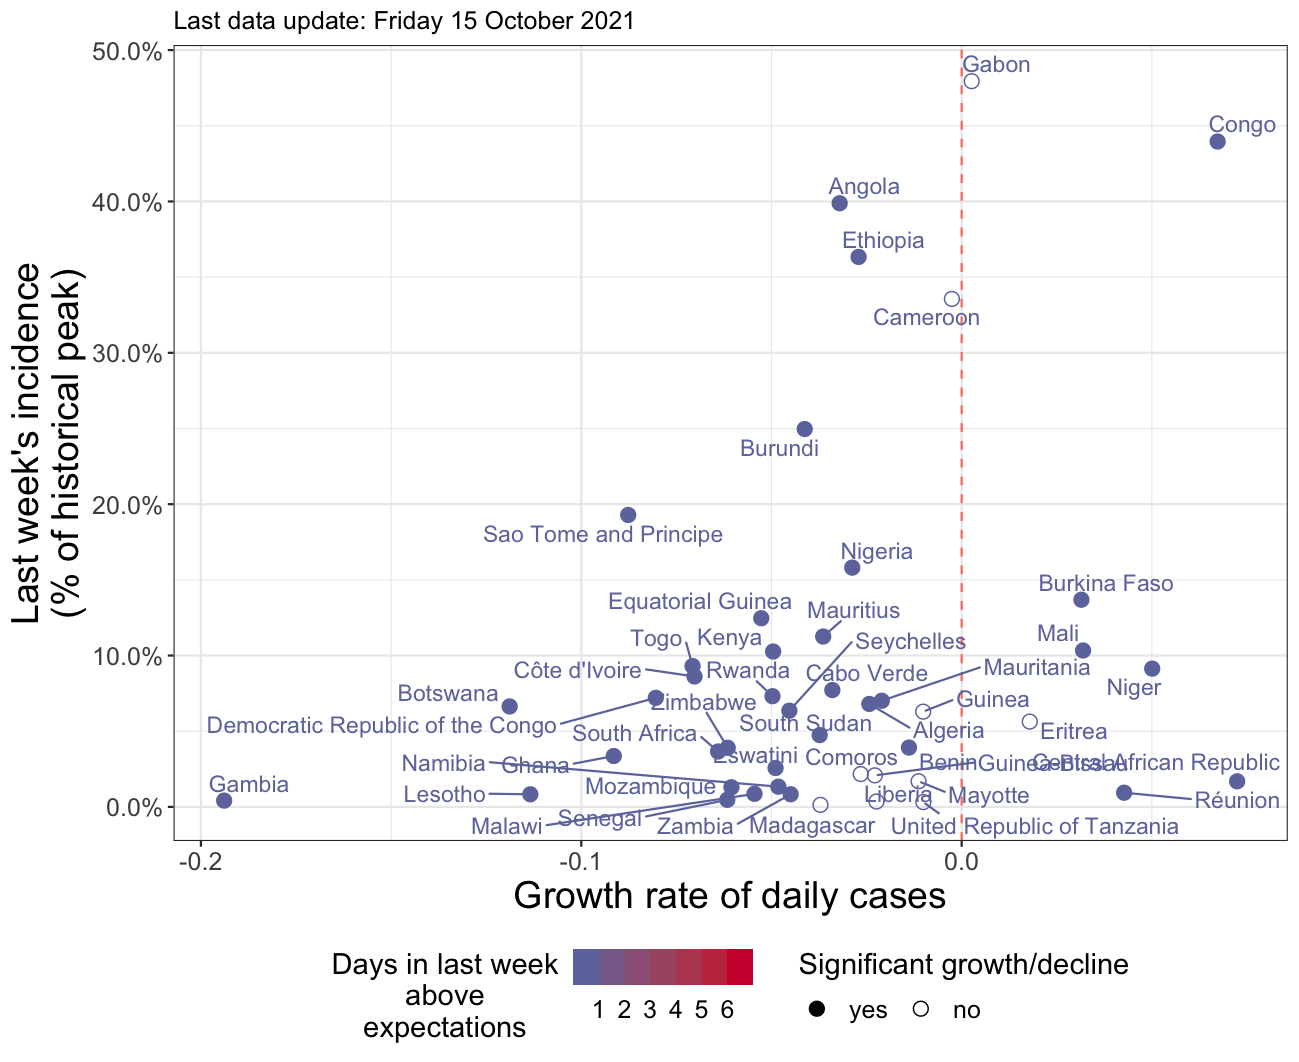 Last data update: Friday 15 October 2021
50.0%
Gabon
Congo
Angola
40.0%
Ethiopia
Cameroon
30.0%
Burundi
20.0%
Sao Tome and Principe
Nigeria
Burkina Faso
Equatorial Guinea
Mauritius
Togo
Kenya
Mali
Seychelles
10.0%
Côte d'Ivoire
Rwanda
Cabo Verde
Mauritania
Niger
Botswana
Zimbabwe
Guinea
Democratic Republic of the Congo
South Sudan
South Africa
Algeria
Eritrea
Eswatini
Comoros
Namibia
Ghana
Benin
Guinea-Bissau
Central African Republic
Gambia
Mozambique
Lesotho
Liberia
Mayotte
Réunion
0.0%
Malawi
Senegal
Zambia
Madagascar
United Republic of Tanzania
-0.2
-0.1
0.0
Last week's incidence
(% of historical peak)
Growth rate of daily cases
Days in last week
above
expectations
1 2 3 4 5 6
Significant growth/decline
yes
no